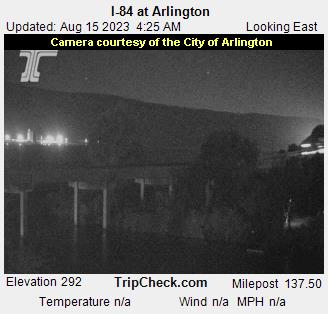 I-84 at Arlington
Updated: Aug 15 2023 4:25 AM Looking East
Camera courtesy of the City of Arlington
Elevation 292 TripCheck.com Milepost 137.50
Temperature n/a Wind n/a MPH n/a